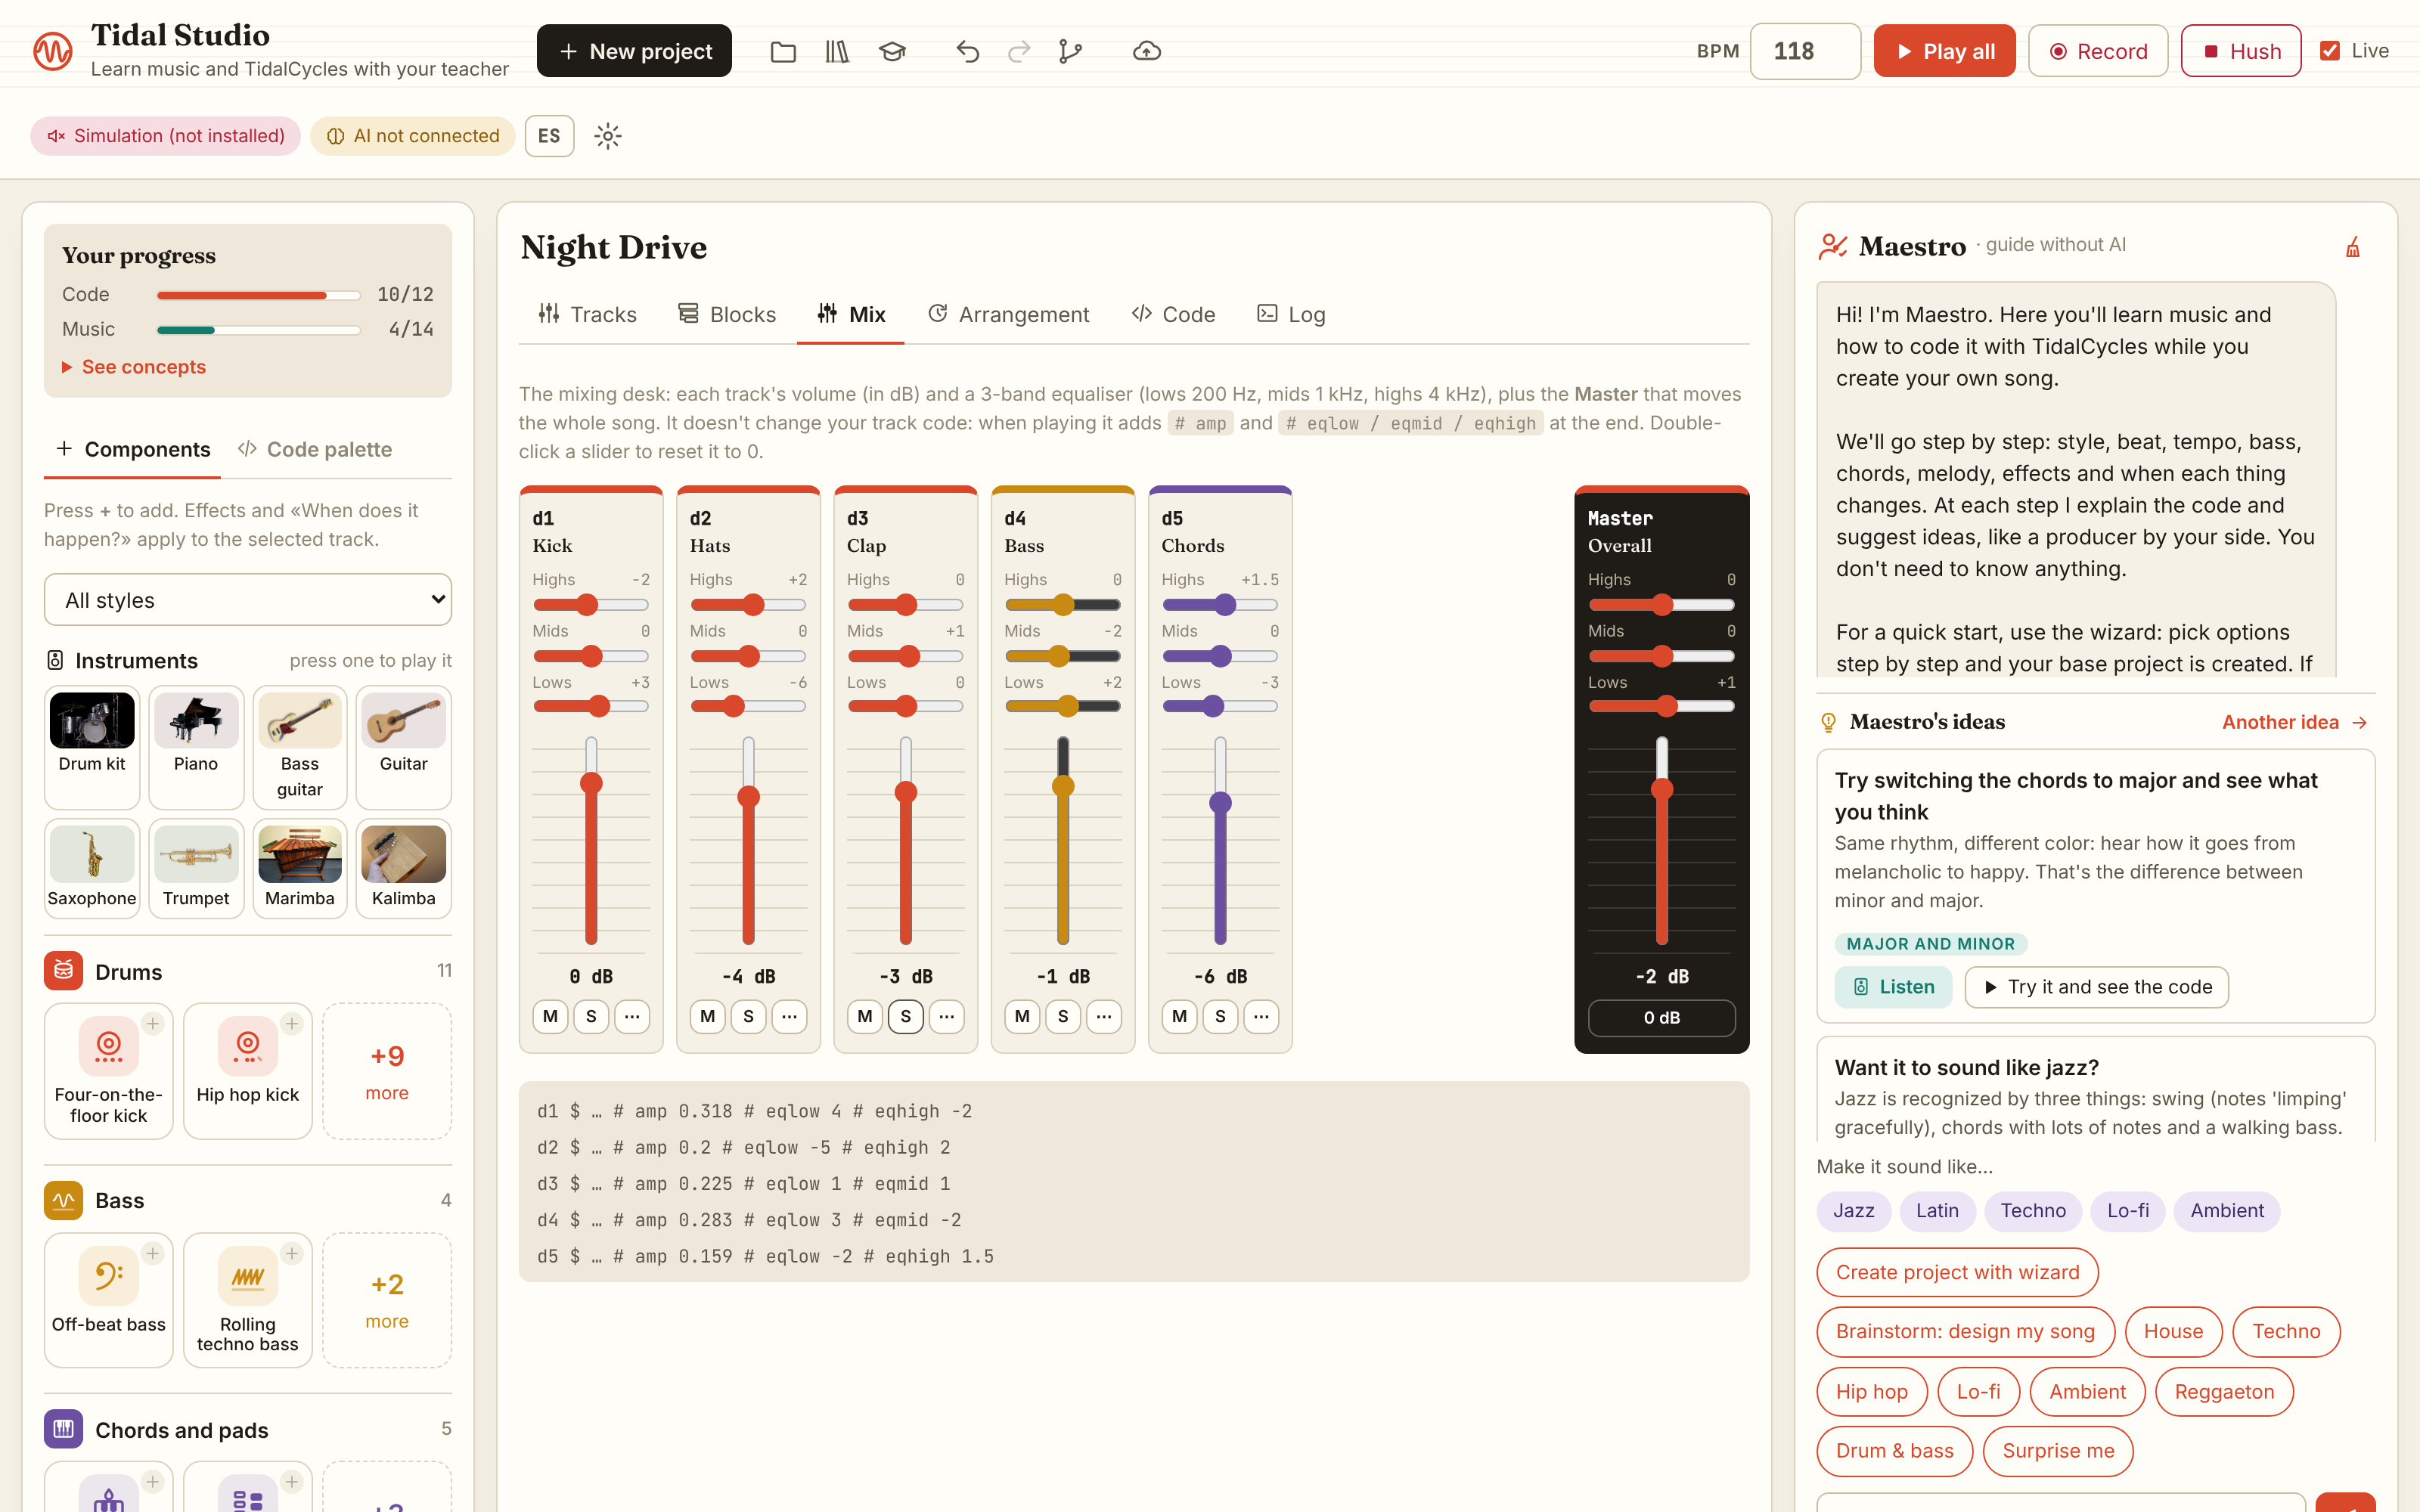 Tidal Studio
Learn music and TidalCycles with your teacher
New project
BPM
118
Play all
Record
Hush
Live
Simulation (not installed)
AI not connected
ES
Your progress
Code 10/12
Music 4/14
See concepts
Components
Code palette
Press + to add. Effects and «When does it
happen?» apply to the selected track.
All styles
Instruments
press one to play it
Drum kit
Piano
Bass
guitar
Guitar
Saxophone
Trumpet
Marimba
Kalimba
Drums
11
Four-on-the-
floor kick
Hip hop kick
+9
more
Bass
4
Off-beat bass
Rolling
techno bass
+2
more
Chords and pads
5
Night Drive
Tracks
Blocks
Mix
Arrangement
Code
Log
The mixing desk: each track's volume (in dB) and a 3-band equaliser (lows 200 Hz, mids 1 kHz, highs 4 kHz), plus the Master that moves
the whole song. It doesn't change your track code: when playing it adds # amp and # eqlow / eqmid / eqhigh at the end. Double-
click a slider to reset it to 0.
d1
Kick
Highs -2
Mids 0
Lows +3
0 dB
M S ···
d2
Hats
Highs +2
Mids 0
Lows -6
-4 dB
M S ···
d3
Clap
Highs 0
Mids +1
Lows 0
-3 dB
M S ···
d4
Bass
Highs 0
Mids -2
Lows +2
-1 dB
M S ···
d5
Chords
Highs +1.5
Mids 0
Lows -3
-6 dB
M S ···
Master
Overall
Highs 0
Mids 0
Lows +1
-2 dB
0 dB
d1 $ … # amp 0.318 # eqlow 4 # eqhigh -2
d2 $ … # amp 0.2 # eqlow -5 # eqhigh 2
d3 $ … # amp 0.225 # eqlow 1 # eqmid 1
d4 $ … # amp 0.283 # eqlow 3 # eqmid -2
d5 $ … # amp 0.159 # eqlow -2 # eqhigh 1.5
Maestro · guide without AI
Hi! I'm Maestro. Here you'll learn music and
how to code it with TidalCycles while you
create your own song.
We'll go step by step: style, beat, tempo, bass,
chords, melody, effects and when each thing
changes. At each step I explain the code and
suggest ideas, like a producer by your side. You
don't need to know anything.
For a quick start, use the wizard: pick options
step by step and your base project is created. If
Maestro's ideas
Another idea →
Try switching the chords to major and see what
you think
Same rhythm, different color: hear how it goes from
melancholic to happy. That's the difference between
minor and major.
MAJOR AND MINOR
Listen
Try it and see the code
Want it to sound like jazz?
Jazz is recognized by three things: swing (notes 'limping'
gracefully), chords with lots of notes and a walking bass.
Make it sound like…
Jazz
Latin
Techno
Lo-fi
Ambient
Create project with wizard
Brainstorm: design my song
House
Techno
Hip hop
Lo-fi
Ambient
Reggaeton
Drum & bass
Surprise me